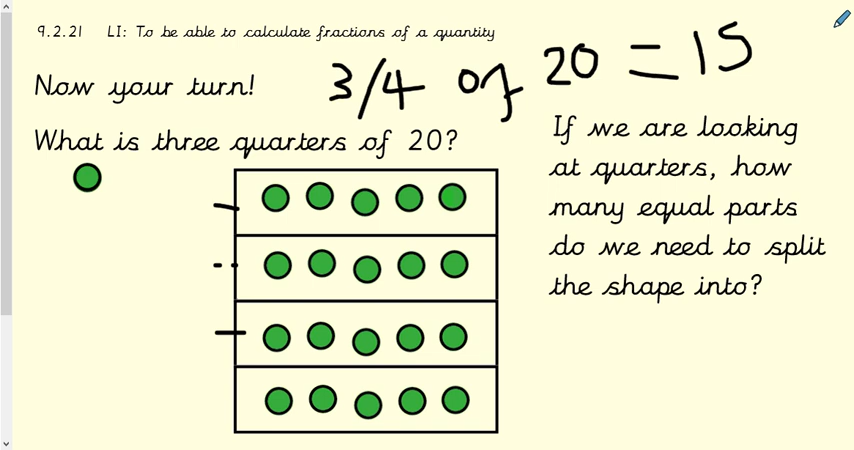 9.2.21 LI: To be able to calculate fractions of a quantity
Now your turn!
3/4 of 20 = 15
What is three quarters of 20?
If we are looking
at quarters, how
many equal parts
do we need to split
the shape into?